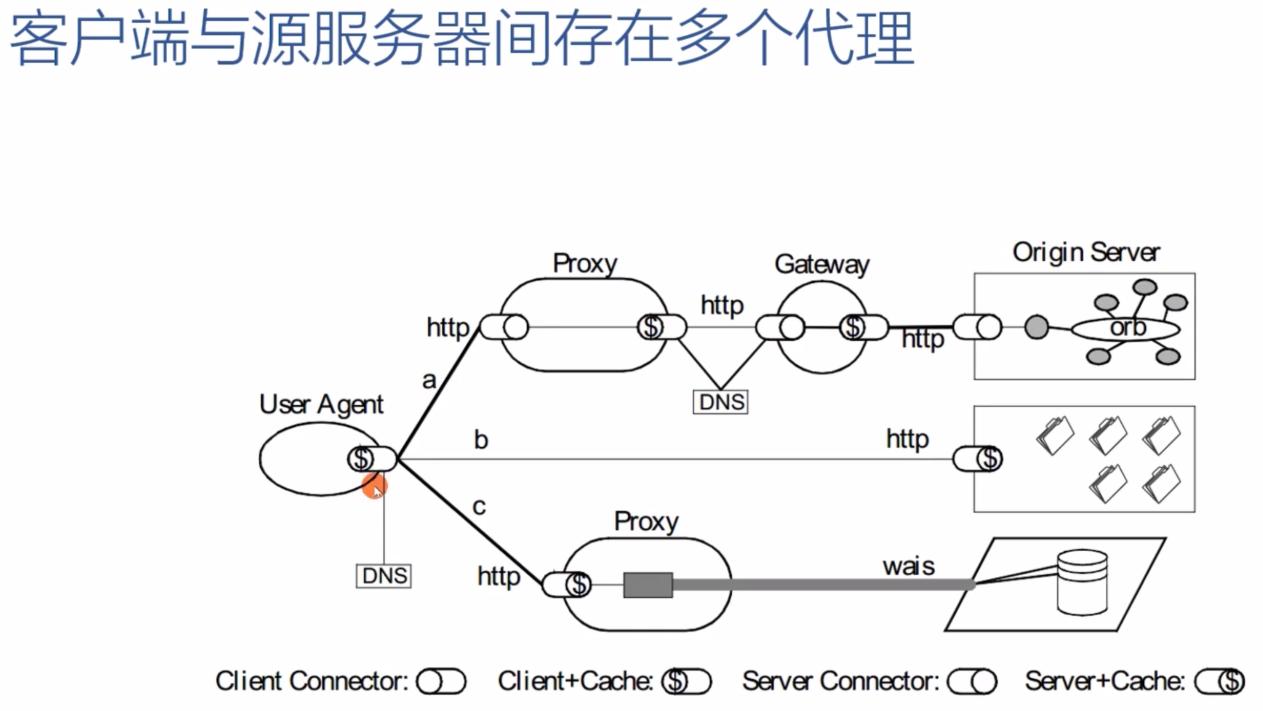 客户端与源服务器间存在多个代理
Origin Server
Proxy
Gateway
http
http
http
orb
a
DNS
User Agent
$
$
$
b
http
$
c
Proxy
DNS
http
$
wais
Client Connector:
Client+Cache: $
Server Connector:
Server+Cache: $